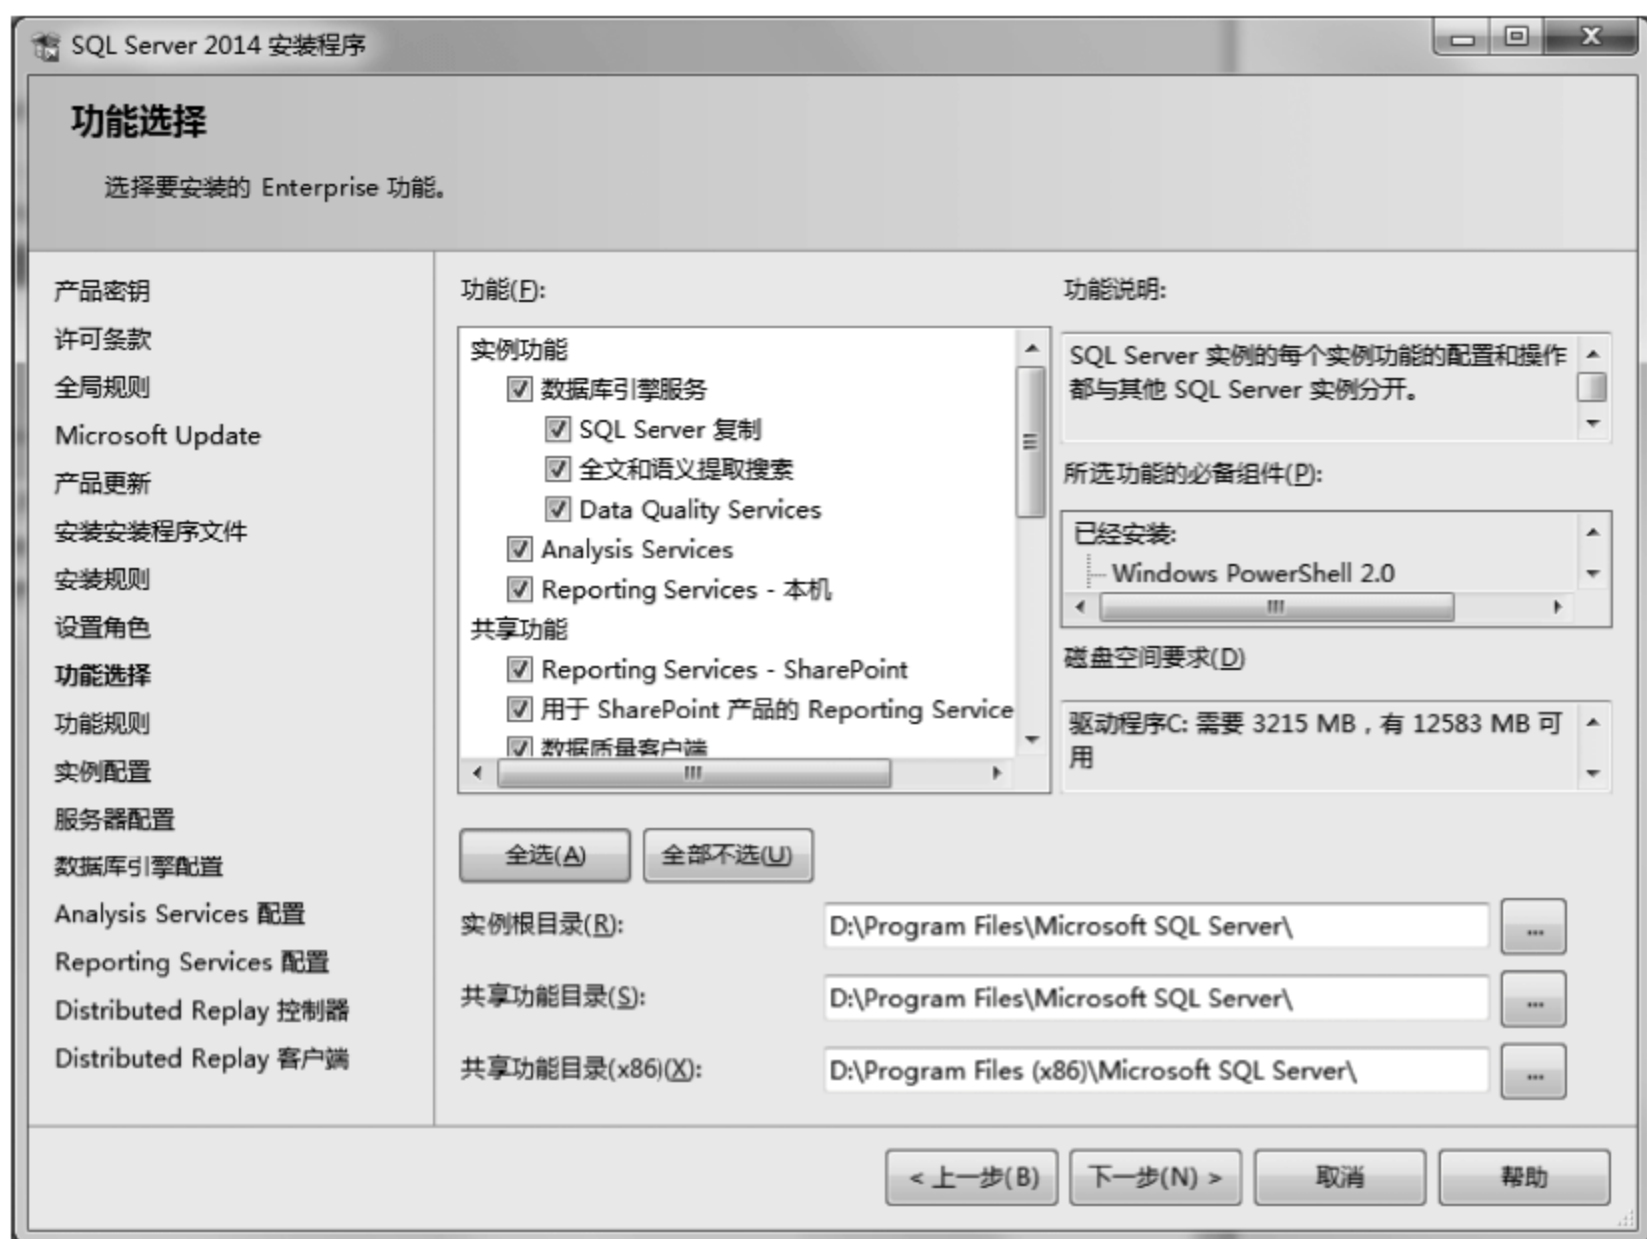 SQL Server 2014 安装程序
功能选择
选择要安装的 Enterprise 功能。
产品密钥
许可条款
全局规则
Microsoft Update
产品更新
安装安装程序文件
安装规则
设置角色
功能选择
功能规则
实例配置
服务器配置
数据库引擎配置
Analysis Services 配置
Reporting Services 配置
Distributed Replay 控制器
Distributed Replay 客户端
功能(F):
实例功能
数据库引擎服务
SQL Server 复制
全文和语义提取搜索
Data Quality Services
Analysis Services
Reporting Services - 本机
共享功能
Reporting Services - SharePoint
用于 SharePoint 产品的 Reporting Service
数据质量客户端
功能说明:
SQL Server 实例的每个实例功能的配置和操作
都与其他 SQL Server 实例分开。
所选功能的必备组件(P):
已经安装:
Windows PowerShell 2.0
磁盘空间要求(D)
驱动程序C: 需要 3215 MB，有 12583 MB 可
用
全选(A)
全部不选(U)
实例根目录(R):
D:\Program Files\Microsoft SQL Server\
...
共享功能目录(S):
D:\Program Files\Microsoft SQL Server\
...
共享功能目录(x86)(X):
D:\Program Files (x86)\Microsoft SQL Server\
...
< 上一步(B)
下一步(N) >
取消
帮助